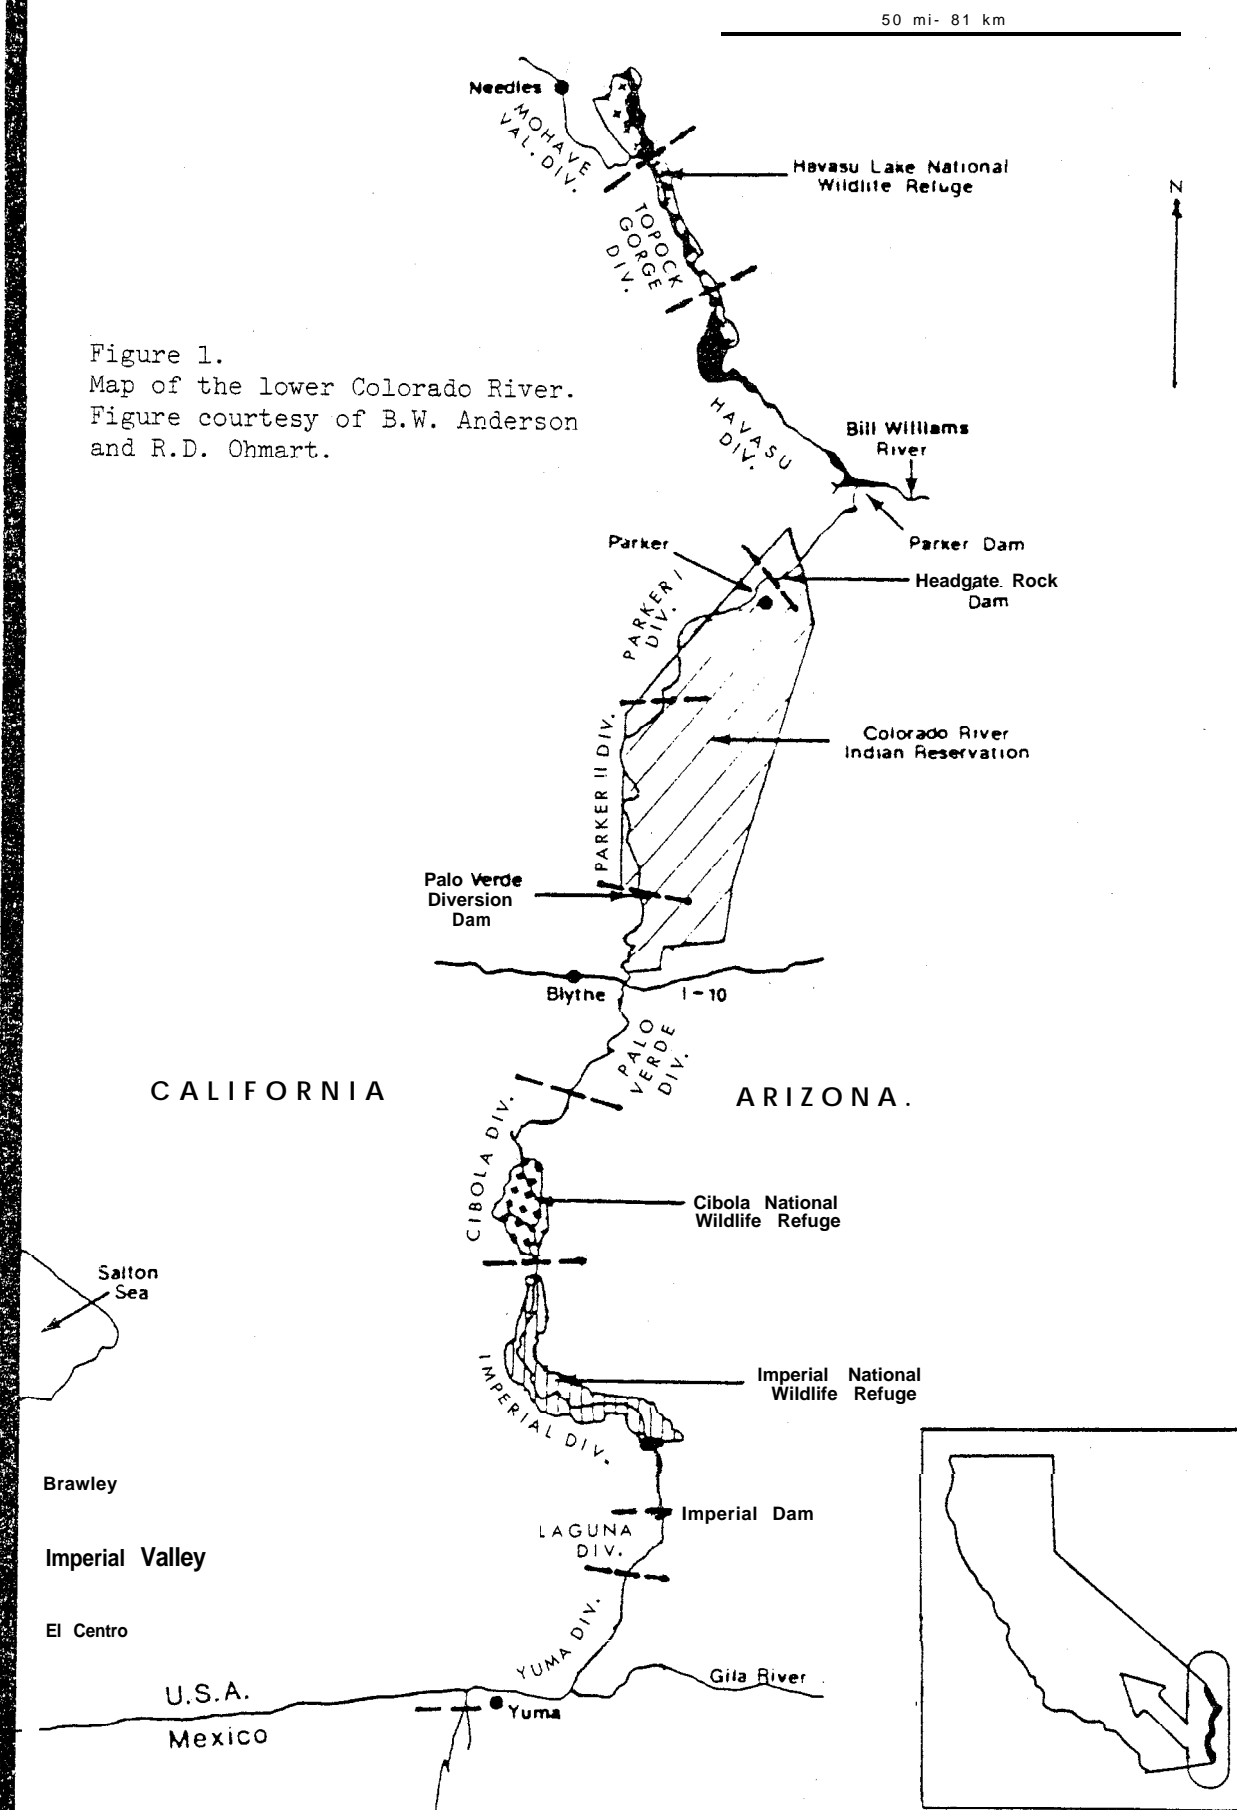 50 mi- 81 km
Needles
MOHAVE
VAL. DIV.
Havasu Lake National
Wildlife Refuge
N
TOPOCK
GORGE
DIV.
Figure 1.
Map of the lower Colorado River.
Figure courtesy of B.W. Anderson
and R.D. Ohmart.
HAVASU
DIV.
Bill Williams
River
Parker
Parker Dam
Headgate Rock
Dam
PARKER I
DIV.
Colorado River
Indian Reservation
PARKER II DIV.
Palo Verde
Diversion
Dam
Blythe
I-10
PALO
VERDE
DIV.
CALIFORNIA
ARIZONA.
CIBOLA DIV.
Cibola National
Wildlife Refuge
Salton
Sea
Imperial National
Wildlife Refuge
IMPERIAL DIV.
Brawley
Imperial Dam
LAGUNA
DIV.
Imperial Valley
El Centro
YUMA DIV.
Gila River
U.S.A.
Yuma
Mexico